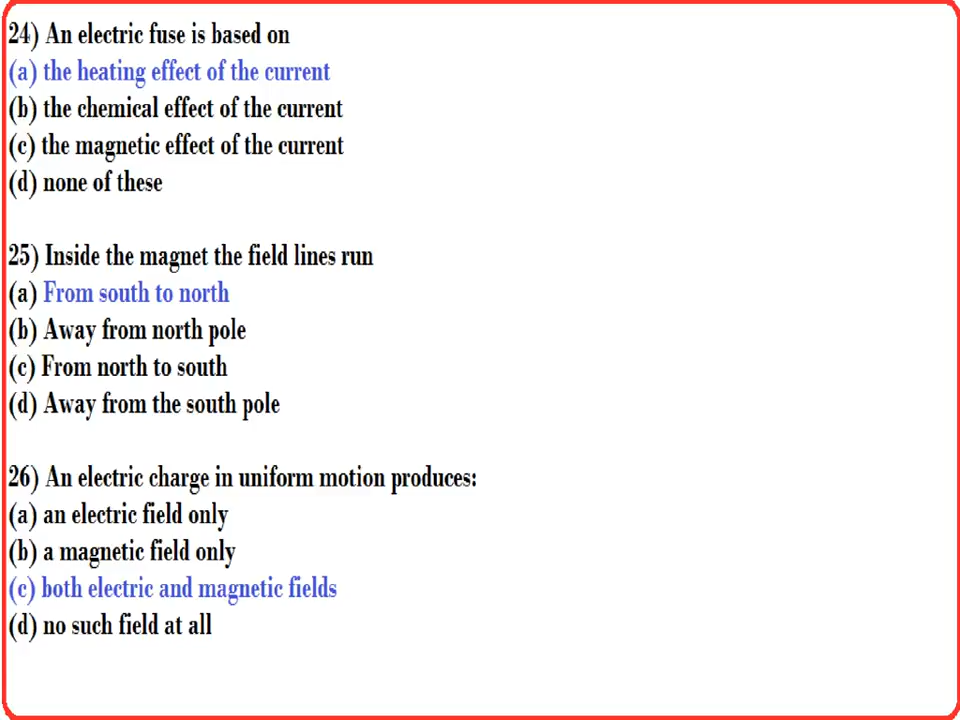 24) An electric fuse is based on
(a) the heating effect of the current
(b) the chemical effect of the current
(c) the magnetic effect of the current
(d) none of these
25) Inside the magnet the field lines run
(a) From south to north
(b) Away from north pole
(c) From north to south
(d) Away from the south pole
26) An electric charge in uniform motion produces:
(a) an electric field only
(b) a magnetic field only
(c) both electric and magnetic fields
(d) no such field at all